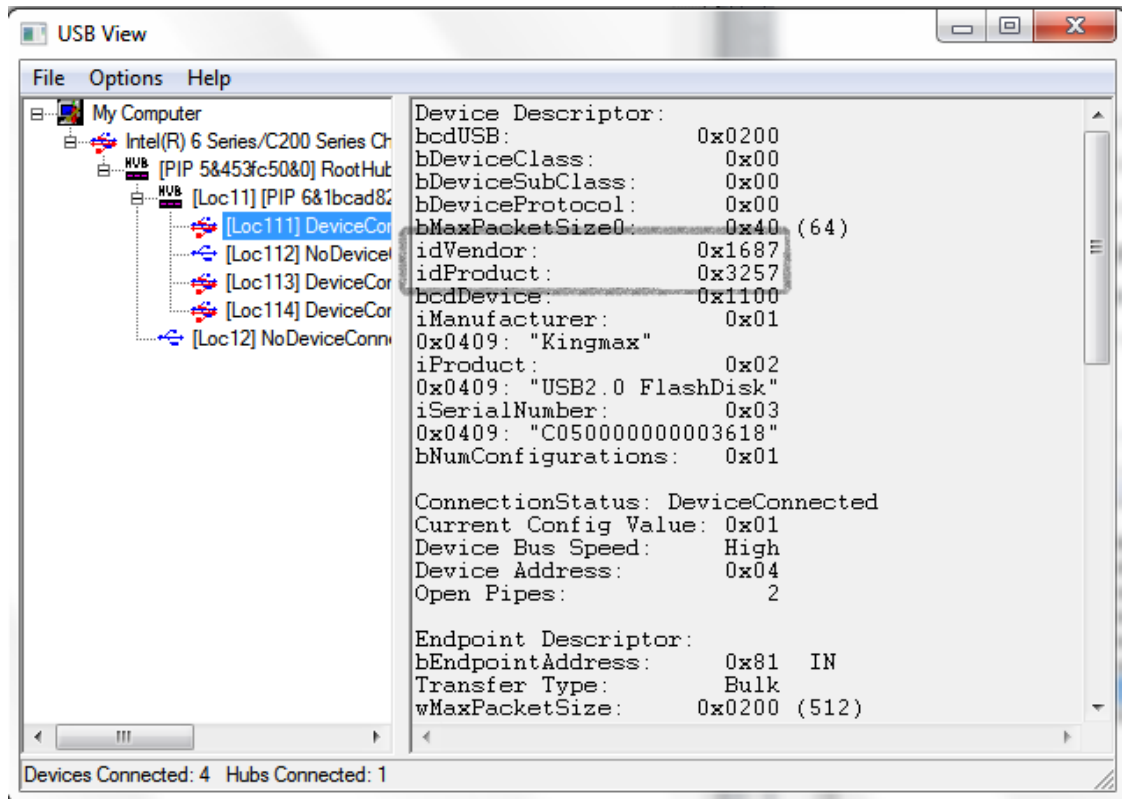 USB View
File Options Help
My Computer
Intel(R) 6 Series/C200 Series Ch
HUB [PIP 5&453fc50&0] RootHub
HUB [Loc11] [PIP 6&1bcad82
[Loc111] DeviceCor
[Loc112] NoDevice
[Loc113] DeviceCor
[Loc114] DeviceCor
[Loc12] NoDeviceConn
Device Descriptor:
bcdUSB: 0x0200
bDeviceClass: 0x00
bDeviceSubClass: 0x00
bDeviceProtocol: 0x00
bMaxPacketSize0: 0x40 (64)
idVendor: 0x1687
idProduct: 0x3257
bcdDevice: 0x1100
iManufacturer: 0x01
0x0409: "Kingmax"
iProduct: 0x02
0x0409: "USB2.0 FlashDisk"
iSerialNumber: 0x03
0x0409: "C050000000003618"
bNumConfigurations: 0x01
ConnectionStatus: DeviceConnected
Current Config Value: 0x01
Device Bus Speed: High
Device Address: 0x04
Open Pipes: 2
Endpoint Descriptor:
bEndpointAddress: 0x81 IN
Transfer Type: Bulk
wMaxPacketSize: 0x0200 (512)
Devices Connected: 4 Hubs Connected: 1